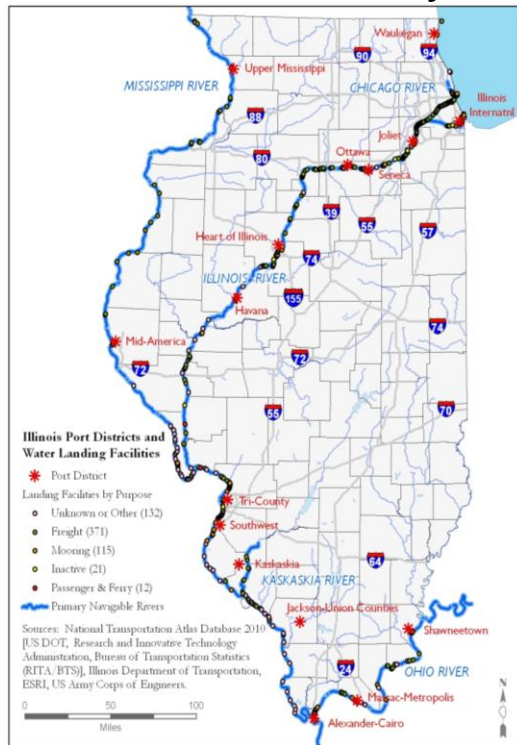 Waukegan
94
90
Upper Mississippi
MISSISSIPPI RIVER
CHICAGO RIVER
Illinois
Internatnl
88
Joliet
Ottawa
80
Seneca
39
55
57
Heart of Illinois
74
ILLINOIS RIVER
155
Havana
74
Mid-America
72
72
55
70
Illinois Port Districts and
Water Landing Facilities
Port District
Landing Facilities by Purpose
Unknown or Other (132)
Freight (371)
Mooring (115)
Inactive (21)
Passenger & Ferry (12)
Primary Navigable Rivers
Tri-County
Southwest
Kaskaskia
64
KASKASKIA RIVER
Jackson-Union Counties
Shawneetown
24
OHIO RIVER
Massac-Metropolis
Alexander-Cairo
Sources: National Transportation Atlas Database 2010
[US DOT, Research and Innovative Technology
Administration, Bureau of Transportation Statistics
(RITA/BTS)], Illinois Department of Transportation,
ESRI, US Army Corps of Engineers.
0 50 100
Miles
N